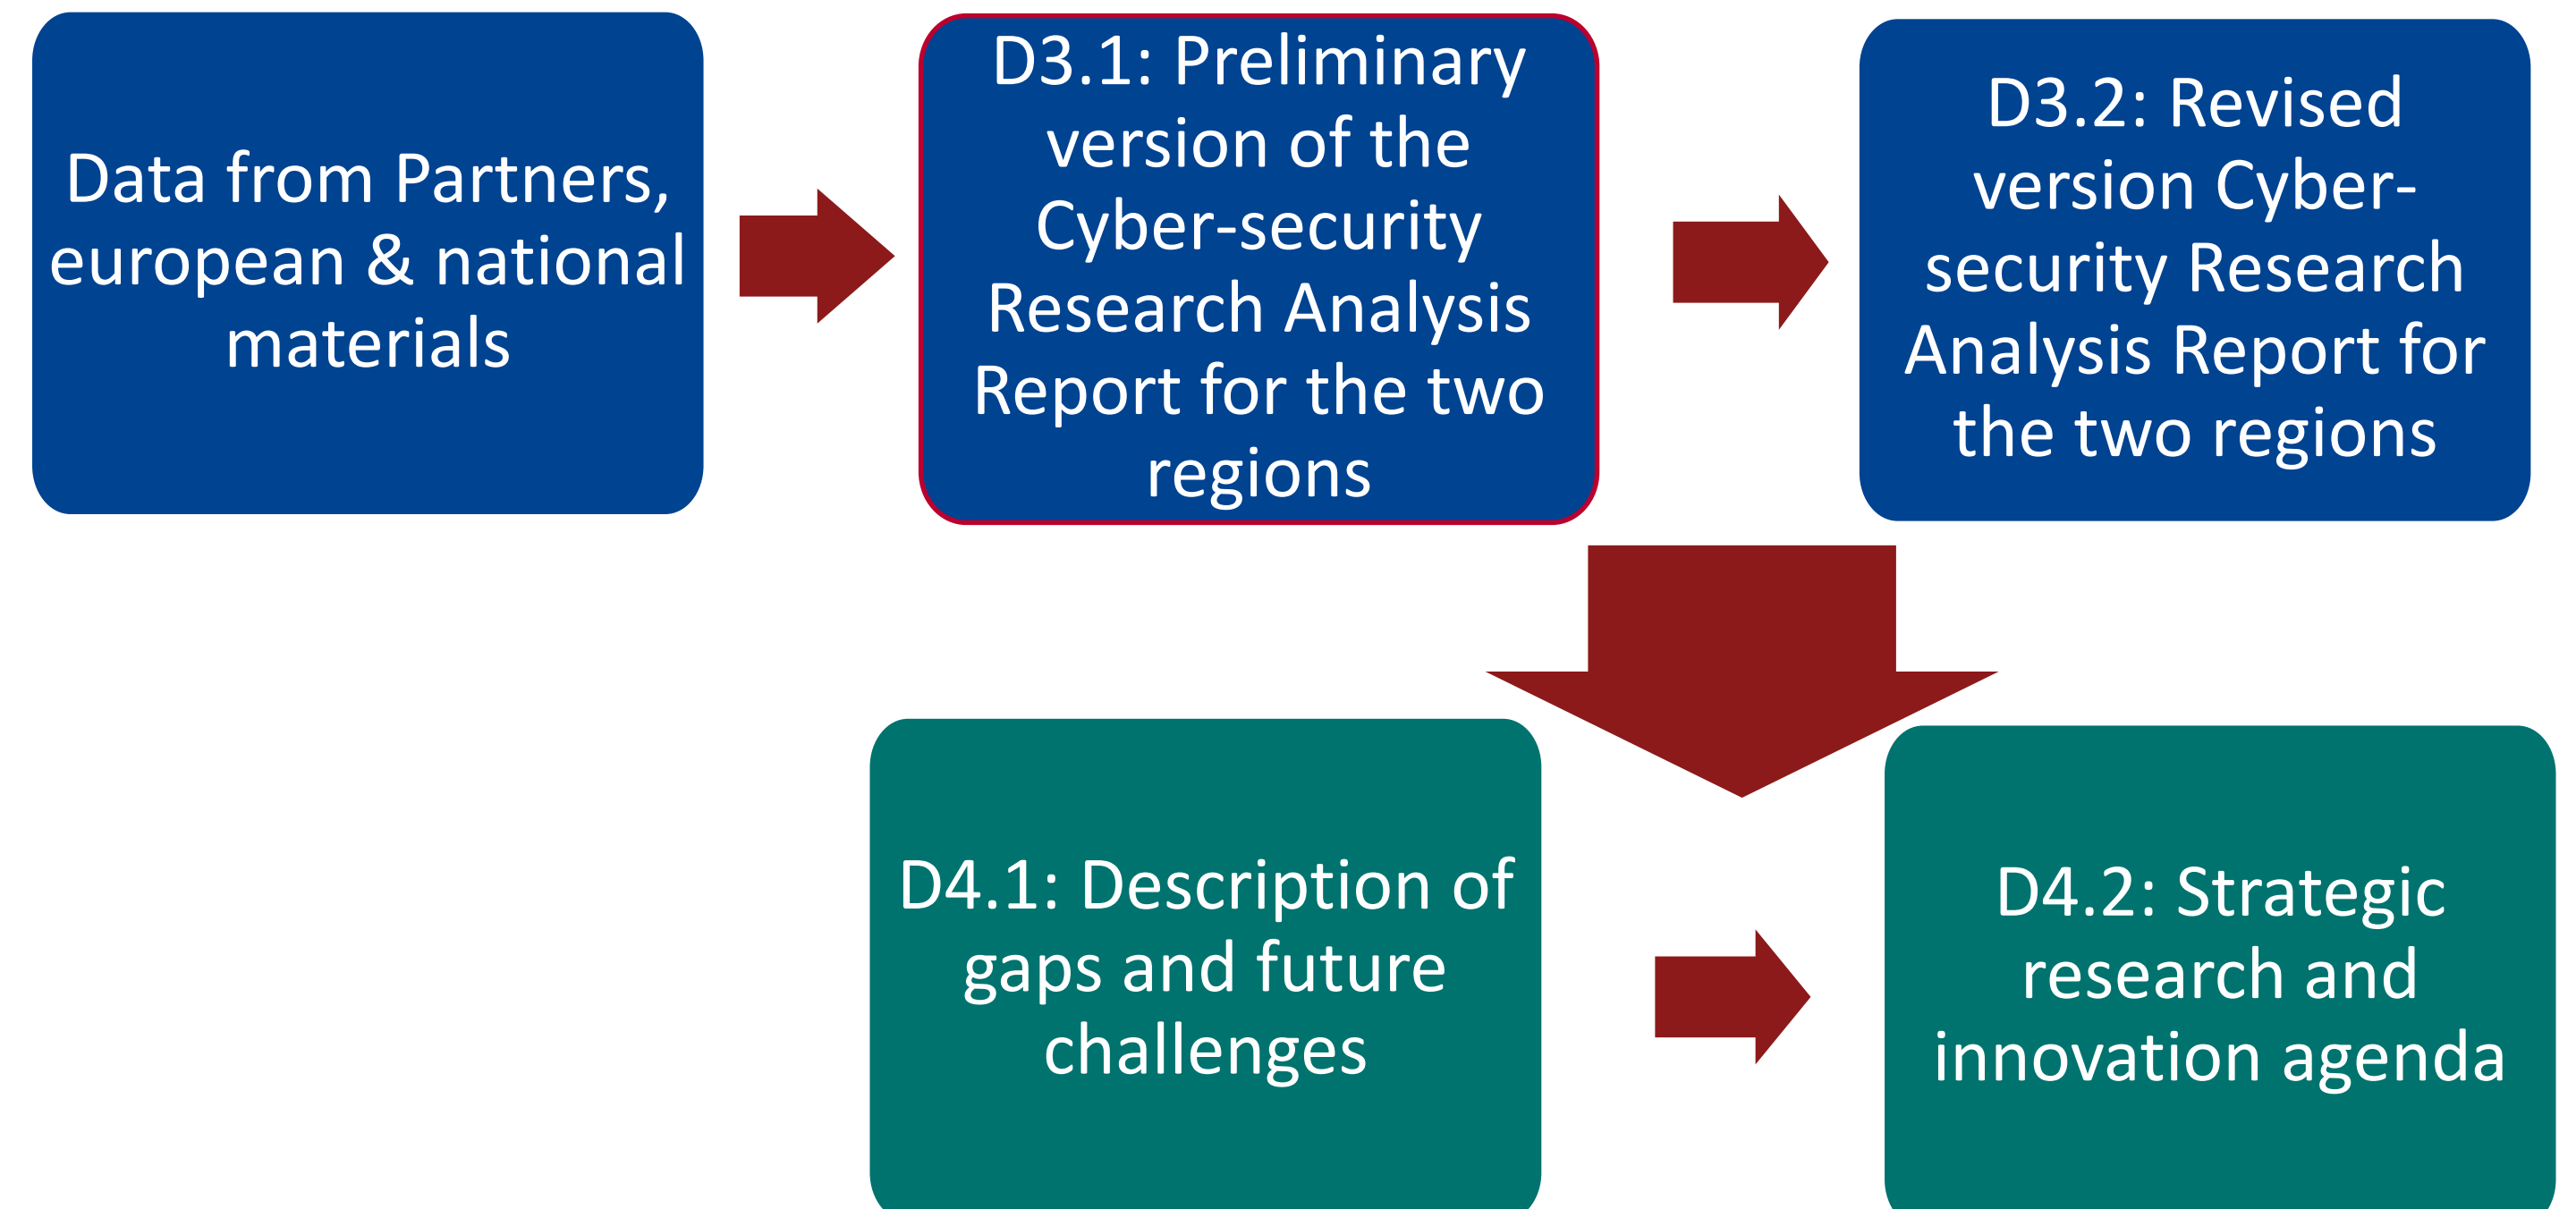 Data from Partners,
european & national
materials
D3.1: Preliminary
version of the
Cyber-security
Research Analysis
Report for the two
regions
D3.2: Revised
version Cyber-
security Research
Analysis Report for
the two regions
D4.1: Description of
gaps and future
challenges
D4.2: Strategic
research and
innovation agenda